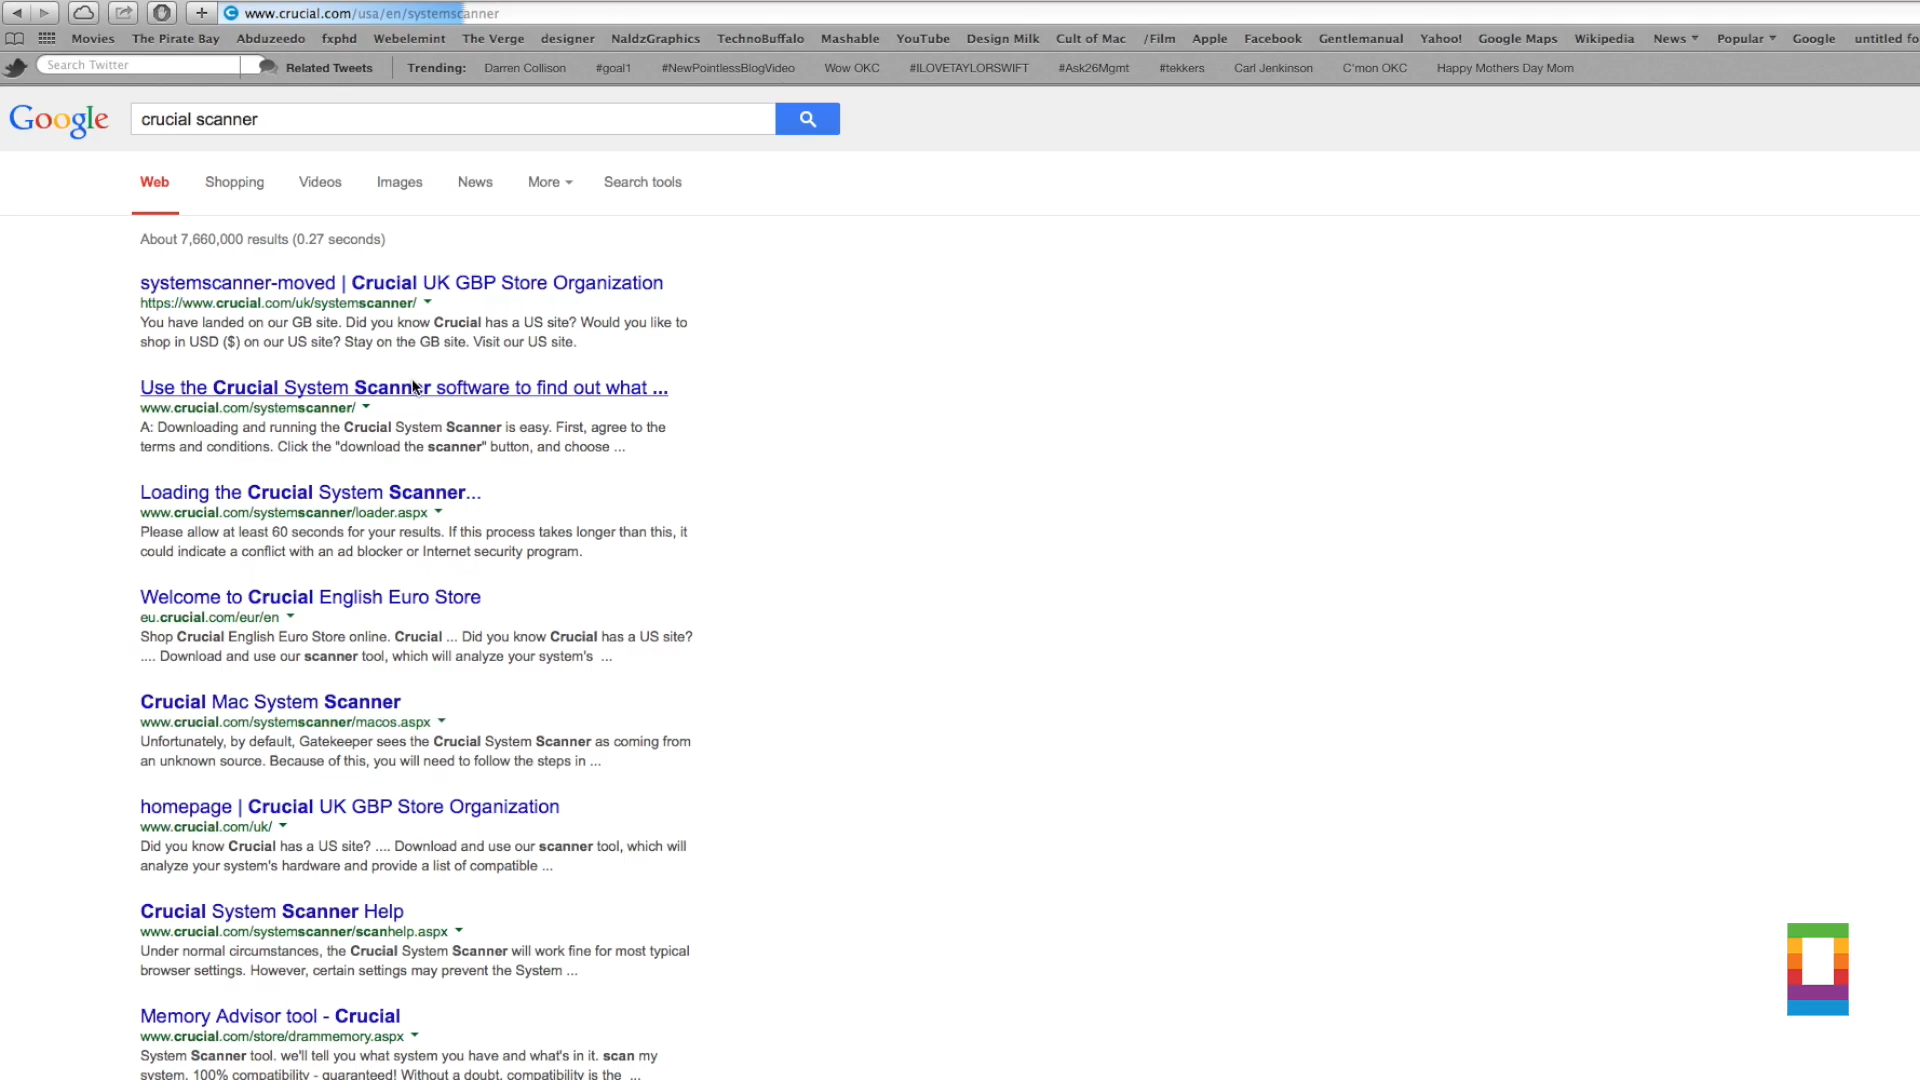 www.crucial.com/usa/en/systemscanner
Movies The Pirate Bay Abduzeedo fxphd Webelemint The Verge designer NaldzGraphics TechnoBuffalo Mashable YouTube Design Milk Cult of Mac /Film Apple Facebook Gentlemanual Yahoo! Google Maps Wikipedia News Popular Google untitled fo
Search Twitter Related Tweets Trending: Darren Collison #goal1 #NewPointlessBlogVideo Wow OKC #ILOVETAYLORSWIFT #Ask26Mgmt #tekkers Carl Jenkinson C'mon OKC Happy Mothers Day Mom
Google crucial scanner
Web Shopping Videos Images News More Search tools
About 7,660,000 results (0.27 seconds)
systemscanner-moved | Crucial UK GBP Store Organization
https://www.crucial.com/uk/systemscanner/
You have landed on our GB site. Did you know Crucial has a US site? Would you like to
shop in USD ($) on our US site? Stay on the GB site. Visit our US site.
Use the Crucial System Scanner software to find out what ...
www.crucial.com/systemscanner/
A: Downloading and running the Crucial System Scanner is easy. First, agree to the
terms and conditions. Click the "download the scanner" button, and choose ...
Loading the Crucial System Scanner...
www.crucial.com/systemscanner/loader.aspx
Please allow at least 60 seconds for your results. If this process takes longer than this, it
could indicate a conflict with an ad blocker or Internet security program.
Welcome to Crucial English Euro Store
eu.crucial.com/eur/en
Shop Crucial English Euro Store online. Crucial ... Did you know Crucial has a US site?
.... Download and use our scanner tool, which will analyze your system's ...
Crucial Mac System Scanner
www.crucial.com/systemscanner/macos.aspx
Unfortunately, by default, Gatekeeper sees the Crucial System Scanner as coming from
an unknown source. Because of this, you will need to follow the steps in ...
homepage | Crucial UK GBP Store Organization
www.crucial.com/uk/
Did you know Crucial has a US site? .... Download and use our scanner tool, which will
analyze your system's hardware and provide a list of compatible ...
Crucial System Scanner Help
www.crucial.com/systemscanner/scanhelp.aspx
Under normal circumstances, the Crucial System Scanner will work fine for most typical
browser settings. However, certain settings may prevent the System ...
Memory Advisor tool - Crucial
www.crucial.com/store/drammemory.aspx
System Scanner tool. we'll tell you what system you have and what's in it. scan my
system. 100% compatibility - guaranteed! Without a doubt, compatibility is the ...